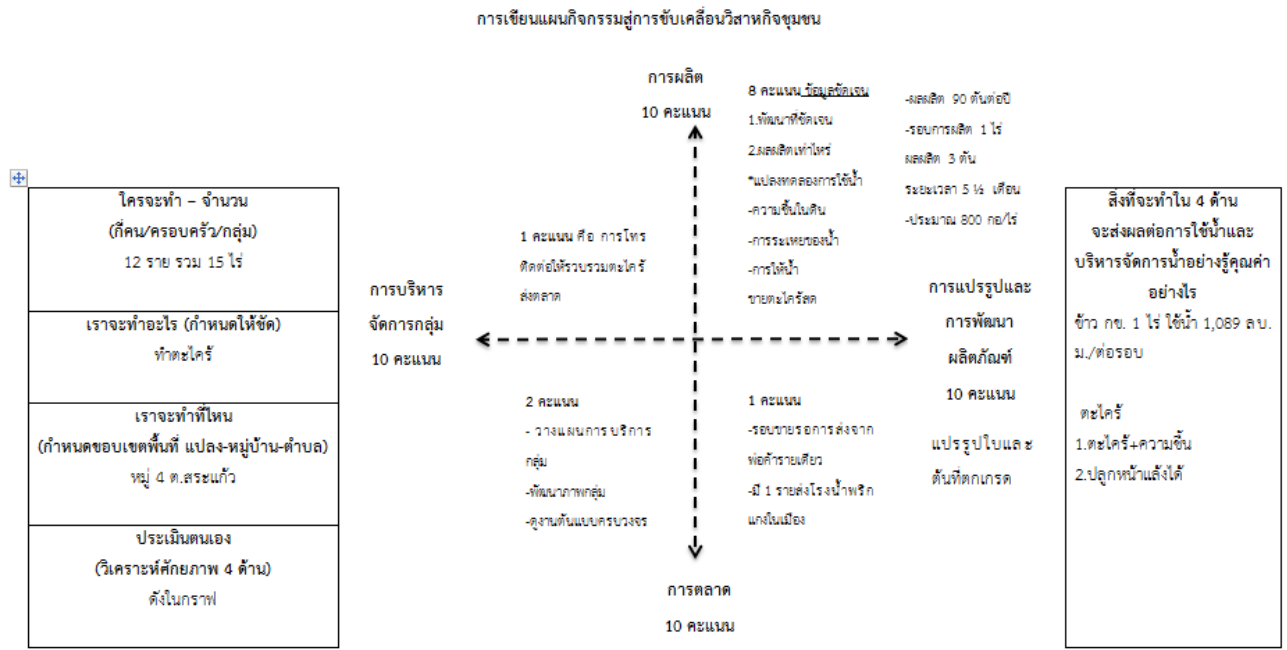 การเขียนแผนกิจกรรมสู่การขับเคลื่อนวิสาหกิจชุมชน
ใครจะทำ – จำนวน
(กี่คน/ครอบครัว/กลุ่ม)
12 ราย รวม 15 ไร่
เราจะทำอะไร (กำหนดให้ชัด)
ทำตะไคร้
เราจะทำที่ไหน
(กำหนดขอบเขตพื้นที่ แปลง-หมู่บ้าน-ตำบล)
หมู่ 4 ต.สระแก้ว
ประเมินตนเอง
(วิเคราะห์ศักยภาพ 4 ด้าน)
ดังในกราฟ
การผลิต
10 คะแนน
8 คะแนน ข้อมูลชัดเจน
1.พัฒนาที่ชัดเจน
2.ผลผลิตเท่าไหร่
*แปลงทดลองการใช้น้ำ
-ความชื้นในดิน
-การระเหยของน้ำ
-การให้น้ำ
ขายตะไคร้สด
-ผลผลิต 90 ตันต่อปี
-รอบการผลิต 1 ไร่
ผลผลิต 3 ตัน
ระยะเวลา 5 ½ เดือน
-ประมาณ 800 กอ/ไร่
1 คะแนน คือ การโทร
ติดต่อให้รวบรวมตะไคร้
ส่งตลาด
การบริหาร
จัดการกลุ่ม
10 คะแนน
การแปรรูปและ
การพัฒนา
ผลิตภัณฑ์
10 คะแนน
แปรรูปใบและ
ต้นที่ตกเกรด
2 คะแนน
- วางแผนการบริการ
กลุ่ม
-พัฒนาภาพกลุ่ม
-ดูงานต้นแบบครบวงจร
1 คะแนน
-รอบขายรอการส่งจาก
พ่อค้ารายเดียว
-มี 1 รายส่งโรงน้ำพริก
แกงในเมือง
การตลาด
10 คะแนน
สิ่งที่จะทำใน 4 ด้าน
จะส่งผลต่อการใช้น้ำและ
บริหารจัดการน้ำอย่างรู้คุณค่า
อย่างไร
ข้าว กข. 1 ไร่ ใช้น้ำ 1,089 ลบ.
ม./ต่อรอบ
ตะไคร้
1.ตะไคร้+ความชื้น
2.ปลูกหน้าแล้งได้